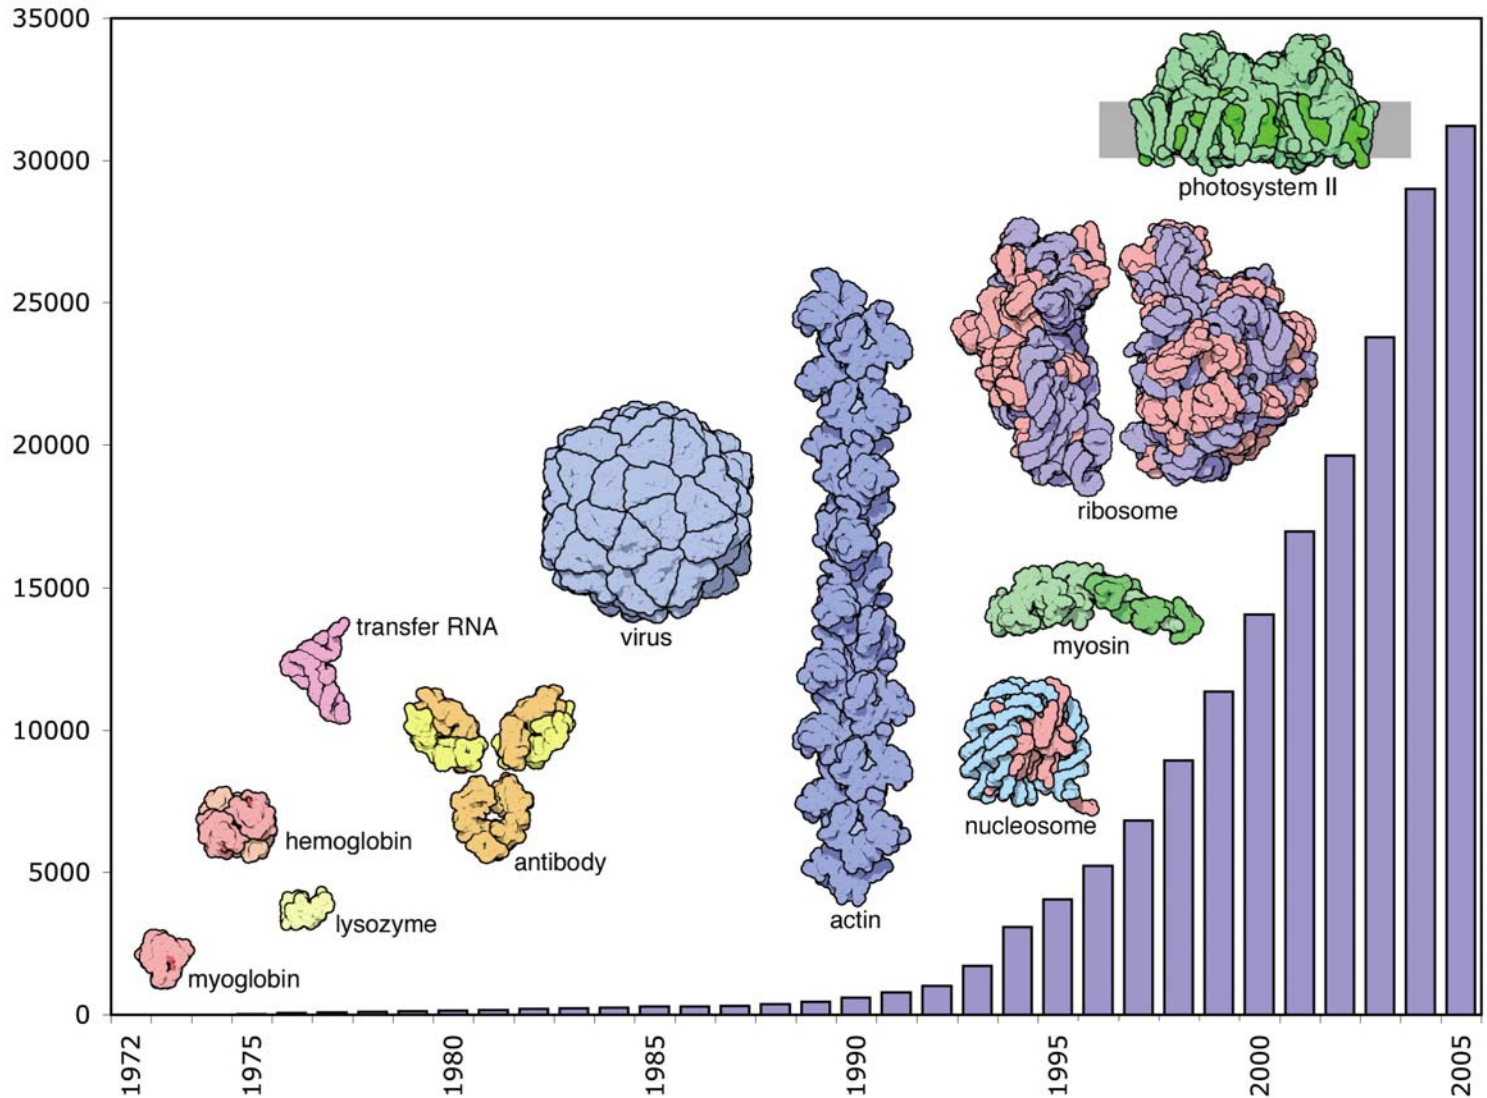 35000
30000
25000
20000
15000
10000
5000
0
photosystem II
ribosome
myosin
nucleosome
actin
virus
transfer RNA
antibody
hemoglobin
lysozyme
myoglobin
1972
1975
1980
1985
1990
1995
2000
2005